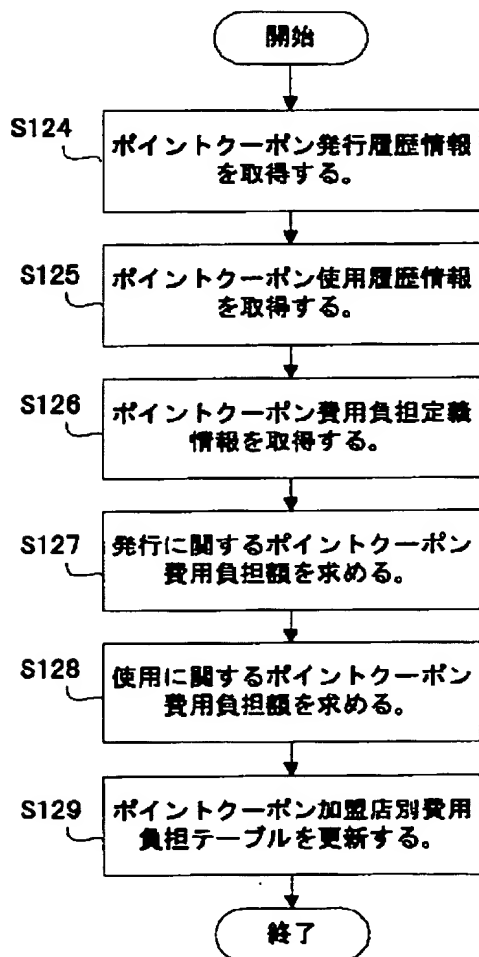 開始
S124
ポイントクーポン発行履歴情報
を取得する。
S125
ポイントクーポン使用履歴情報
を取得する。
S126
ポイントクーポン費用負担定義
情報を取得する。
S127
発行に関するポイントクーポン
費用負担額を求める。
S128
使用に関するポイントクーポン
費用負担額を求める。
S129
ポイントクーポン加盟店別費用
負担テーブルを更新する。
終了